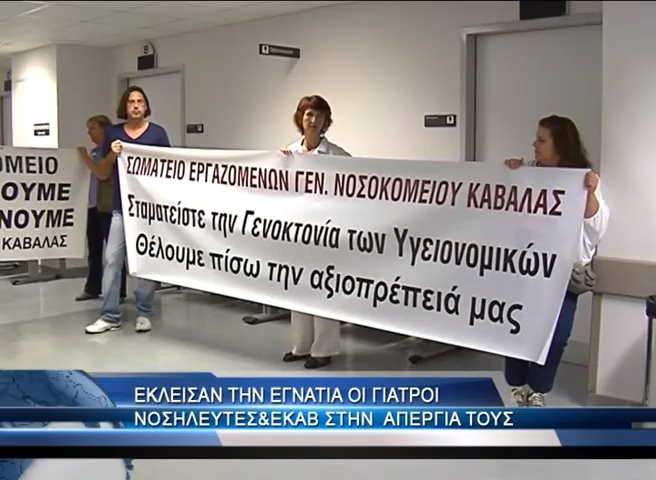 ΟΜΕΙΟ
ΟΥΜΕ
ΝΟΥΜΕ
ΚΑΒΑΛΑΣ
B
ΣΩΜΑΤΕΙΟ ΕΡΓΑΖΟΜΕΝΩΝ ΓΕΝ. ΝΟΣΟΚΟΜΕΙΟΥ ΚΑΒΑΛΑΣ
Σταματείστε την Γενοκτονία των Υγειονομικών
Θέλουμε πίσω την αξιοπρέπειά μας
ΕΚΛΕΙΣΑΝ ΤΗΝ ΕΓΝΑΤΙΑ ΟΙ ΓΙΑΤΡΟΙ
ΝΟΣΗΛΕΥΤΕΣ&ΕΚΑΒ ΣΤΗΝ ΑΠΕΡΓΙΑ ΤΟΥΣ